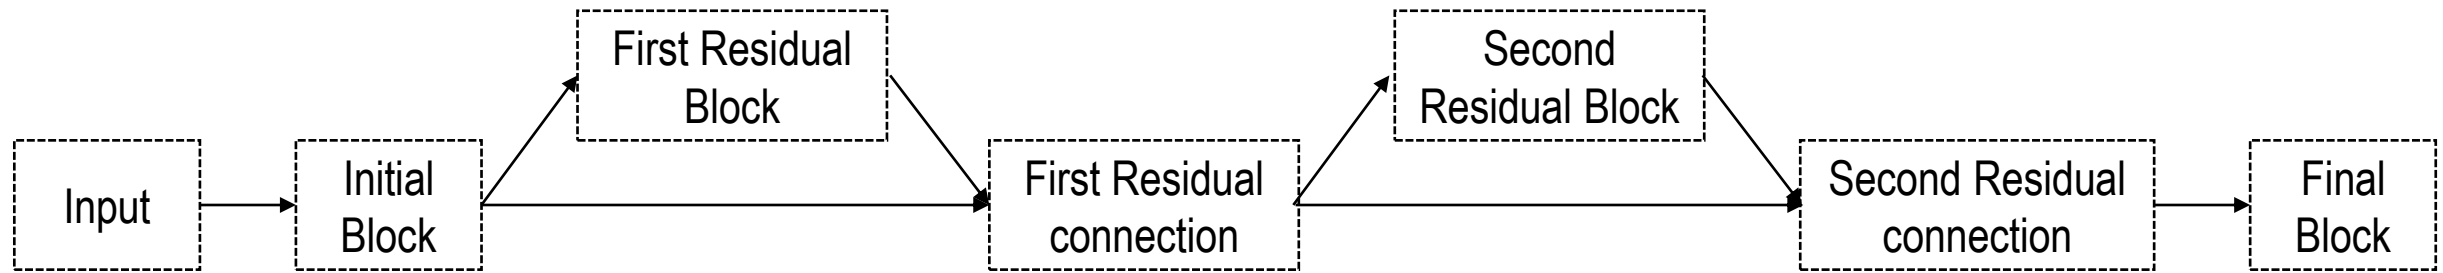 Input
Initial
Block
First Residual
Block
First Residual
connection
Second
Residual Block
Second Residual
connection
Final
Block